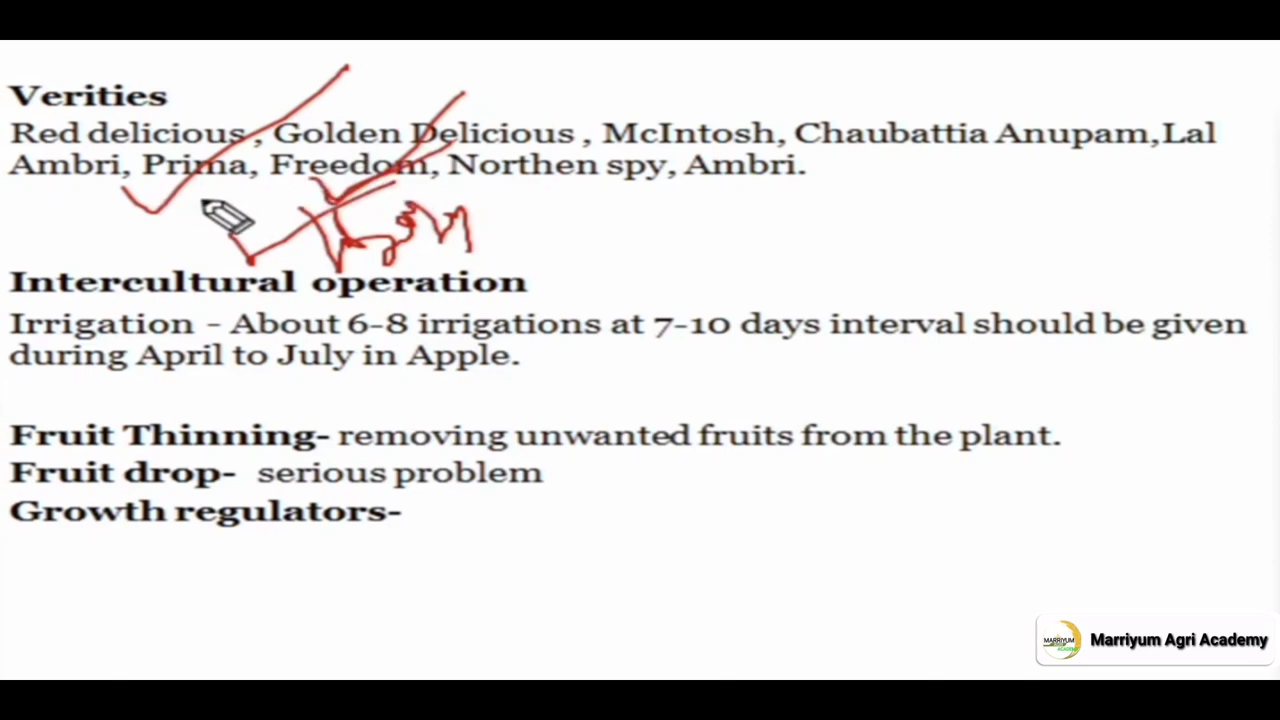 Verities
Red delicious , Golden Delicious , McIntosh, Chaubattia Anupam,Lal
Ambri, Prima, Freedom, Northen spy, Ambri.
Intercultural operation
Irrigation - About 6-8 irrigations at 7-10 days interval should be given
during April to July in Apple.
Fruit Thinning- removing unwanted fruits from the plant.
Fruit drop- serious problem
Growth regulators-
MARRIYUM
ACADEMY
Marriyum Agri Academy